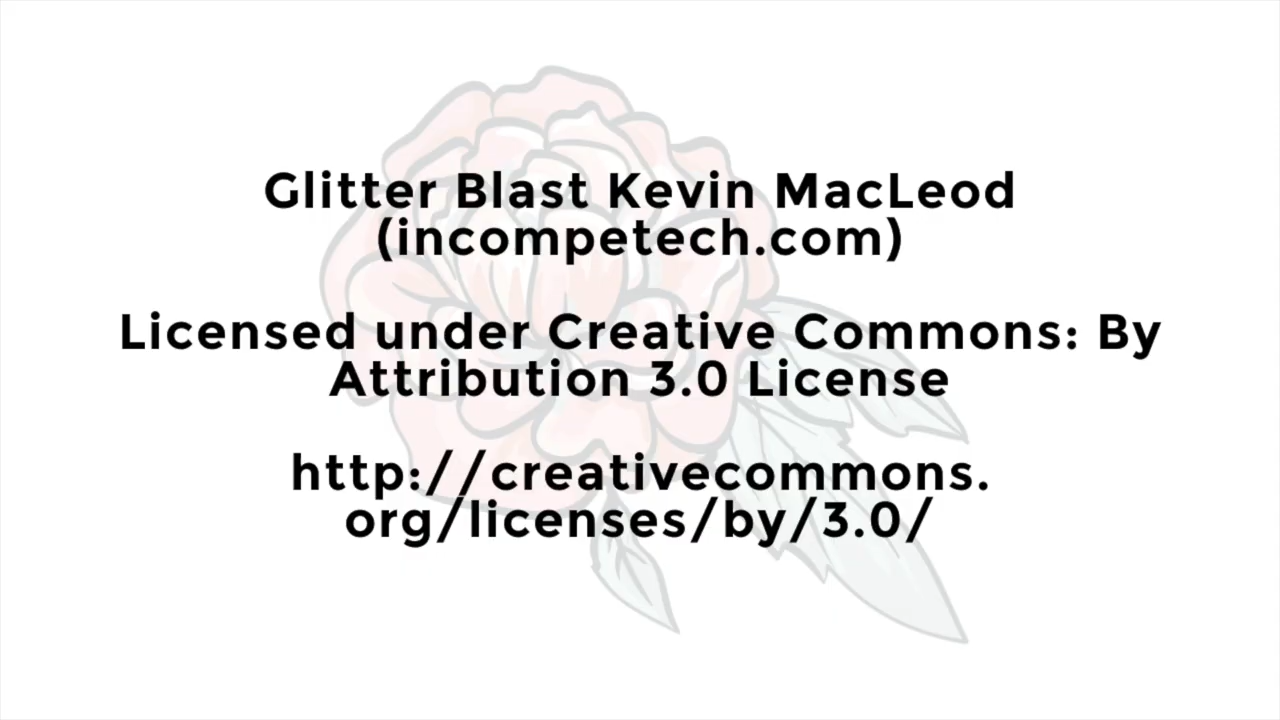 Glitter Blast Kevin MacLeod
(incompetech.com)
Licensed under Creative Commons: By
Attribution 3.0 License
http://creativecommons.
org/licenses/by/3.0/